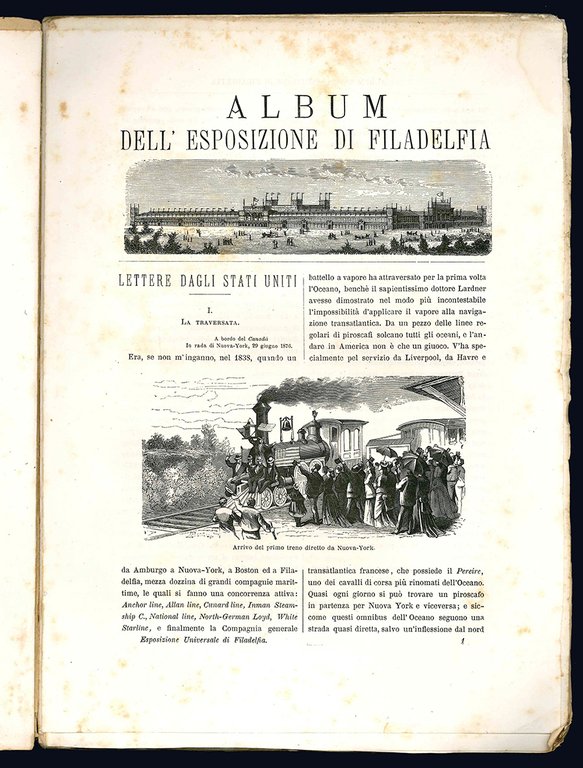 ALBUM
DELL' ESPOSIZIONE DI FILADELFIA
LETTERE DAGLI STATI UNITI
I.
LA TRAVERSATA.
A bordo del Canadà
In rada di Nuova-York, 29 giugno 1876.
Era, se non m'inganno, nel 1838, quando un
battello a vapore ha attraversato per la prima volta
l'Oceano, benchè il sapientissimo dottore Lardner
avesse dimostrato nel modo più incontestabile
l'impossibilità d'applicare il vapore alla naviga-
zione transatlantica. Da un pezzo delle linee re-
golari di piroscafi solcano tutti gli oceani, e l'an-
dare in America non è che un giuoco. V'ha spe-
cialmente pel servizio da Liverpool, da Havre e
Arrivo del primo treno diretto da Nuova-York.
da Amburgo a Nuova-York, a Boston ed a Fila-
delfia, mezza dozzina di grandi compagnie marit-
time, le quali si fanno una concorrenza attiva:
Anchor line, Allan line, Cunard line, Inman Steam-
ship C., National line, North-German Loyd, White
Starline, e finalmente la Compagnia generale
transatlantica francese, che possiede il Pereire,
uno dei cavalli di corsa più rinomati dell'Oceano.
Quasi ogni giorno si può trovare un piroscafo
in partenza per Nuova York e viceversa; e sic-
come questi omnibus dell'Oceano seguono una
strada quasi diretta, salvo un'inflessione dal nord
Esposizione Universale di Filadelfia.
1